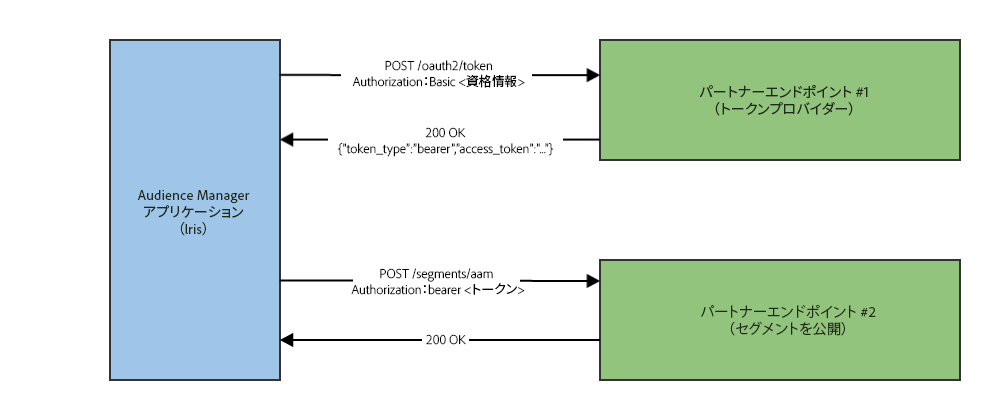 POST /oauth2/token
Authorization:Basic <資格情報>
パートナーエンドポイント #1
(トークンプロバイダー)
200 OK
{"token_type":"bearer","access_token":"..."}
Audience Manager
アプリケーション
(Iris)
POST /segments/aam
Authorization:bearer <トークン>
パートナーエンドポイント #2
(セグメントを公開)
200 OK